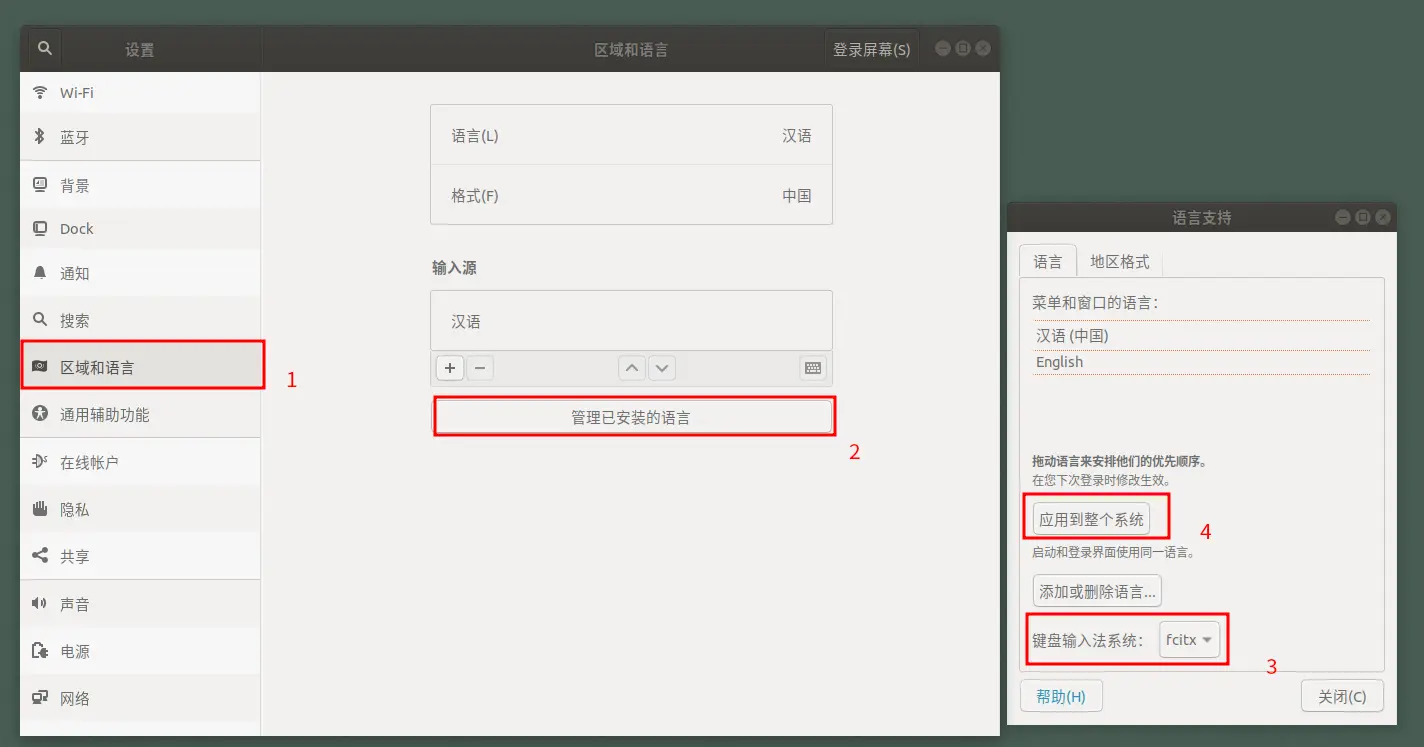 设置
区域和语言
登录屏幕(S)
Wi-Fi
蓝牙
背景
Dock
通知
搜索
区域和语言
1
通用辅助功能
在线帐户
隐私
共享
声音
电源
网络
语言(L)
汉语
格式(F)
中国
输入源
汉语
管理已安装的语言
2
语言支持
语言
地区格式
菜单和窗口的语言：
汉语 (中国)
English
拖动语言来安排他们的优先顺序。
在您下次登录时修改生效。
应用到整个系统
4
启动和登录界面使用同一语言。
添加或删除语言...
键盘输入法系统：
fcitx
3
帮助(H)
关闭(C)